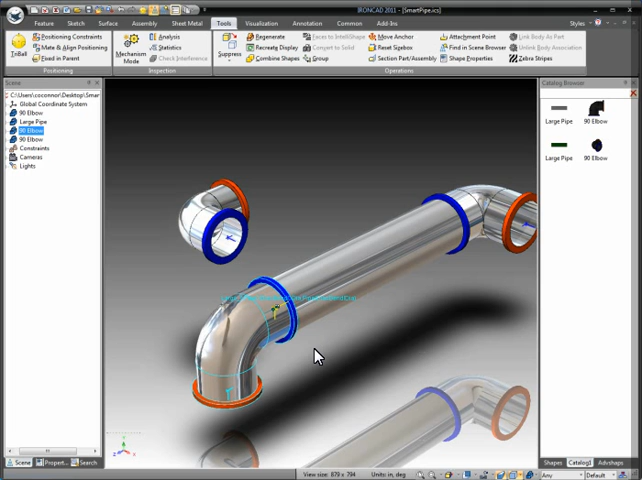 IRONCAD 2011 - [SmartPipe.ics]
Feature Sketch Surface Assembly Sheet Metal Tools Visualization Annotation Common Add-Ins Styles
TriBall
Positioning Constraints
Mate & Align Positioning
Fixed in Parent
Positioning
Mechanism Mode
Analysis
Statistics
Check Interference
Inspection
Suppress
Regenerate
Recreate Display
Combine Shapes
Faces to IntelliShape
Convert to Solid
Form
Move Anchor
Reset Sizebox
Section Part/Assembly
Attachment Point
Find in Scene Browser
Shape Properties
Link Body As Part
Unlink Body Association
Zebra Stripes
Operations
Scene
C:\Users\coconnor\Desktop\Smar
Global Coordinate System
90 Elbow
Large Pipe
90 Elbow
90 Elbow
Constraints
Cameras
Lights
Catalog Browser
Large Pipe 90 Elbow
Large Pipe 90 Elbow
Scene Propert... Search
Shapes Catalog1 Advshaps
View size: 879 x 794 Units: in, deg
Any Default